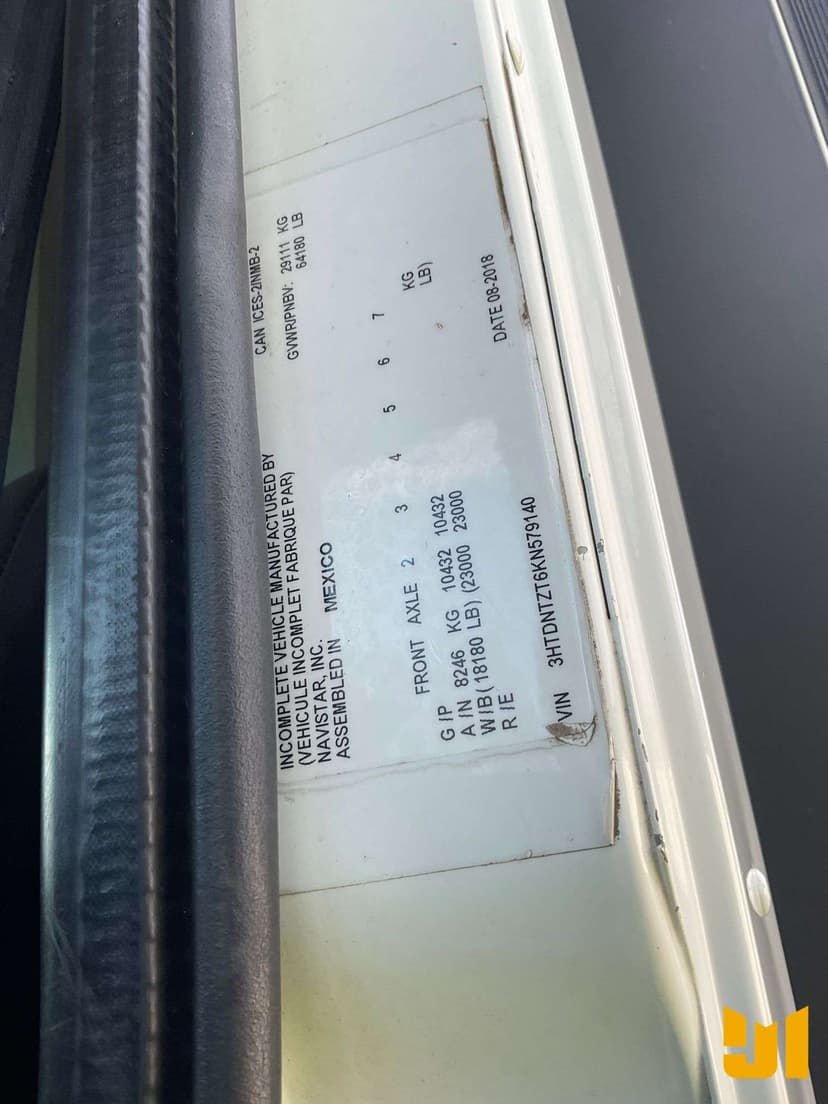 CAN ICES-2/NMB-2
INCOMPLETE VEHICLE MANUFACTURED BY
(VEHICULE INCOMPLET FABRIQUE PAR)
GVWR/PNBV: 29111 KG
64180 LB
NAVISTAR, INC.
ASSEMBLED IN MEXICO
FRONT AXLE 2 3 4 5 6 7
G/P
A/IN 8246 KG 10432 10432 KG
W/B (18180 LB) (23000 23000 LB)
R/E
DATE 08-2018
VIN 3HTDNTZT6KN579140